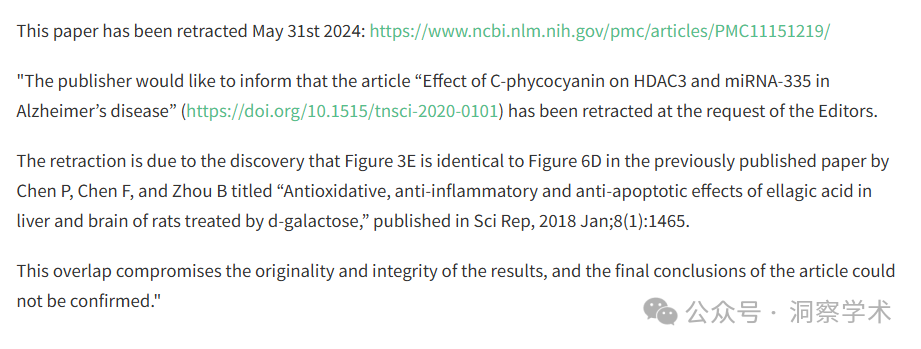 This paper has been retracted May 31st 2024: https://www.ncbi.nlm.nih.gov/pmc/articles/PMC11151219/
"The publisher would like to inform that the article “Effect of C-phycocyanin on HDAC3 and miRNA-335 in
Alzheimer’s disease” (https://doi.org/10.1515/tnsci-2020-0101) has been retracted at the request of the Editors.
The retraction is due to the discovery that Figure 3E is identical to Figure 6D in the previously published paper by
Chen P, Chen F, and Zhou B titled “Antioxidative, anti-inflammatory and anti-apoptotic effects of ellagic acid in
liver and brain of rats treated by d-galactose,” published in Sci Rep, 2018 Jan;8(1):1465.
This overlap compromises the originality and integrity of the results, and the final conclusions of the article could
not be confirmed."
公众号 · 洞察学术